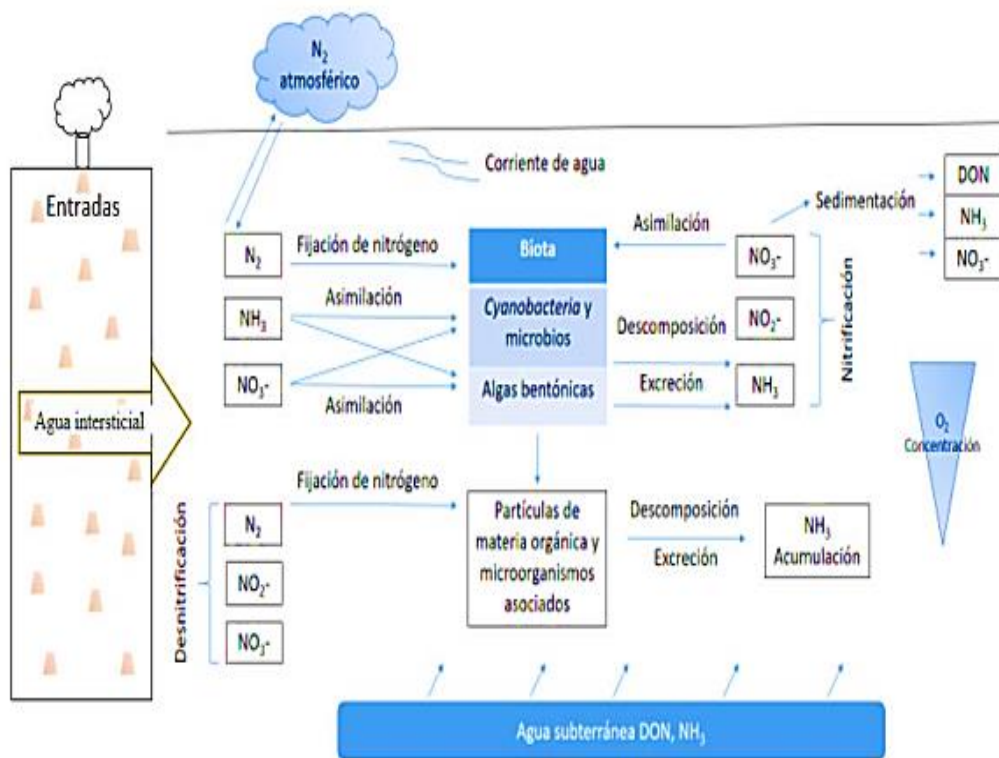 N₂
atmosférico
Corriente de agua
Entradas
DON
NH₃
NO₃-
Sedimentación
N₂
Fijación de nitrógeno
Biota
Asimilación
NO₃-
NH₃
Asimilación
Cyanobacteria y
microbios
Descomposición
NO₂-
Nitrificación
NO₃-
Asimilación
Algas bentónicas
Excreción
NH₃
O₂
Concentración
Agua intersticial
Fijación de nitrógeno
Desnitrificación
N₂
NO₂-
NO₃-
Partículas de
materia orgánica y
microorganismos
asociados
Descomposición
Excreción
NH₃
Acumulación
Agua subterránea DON, NH₃